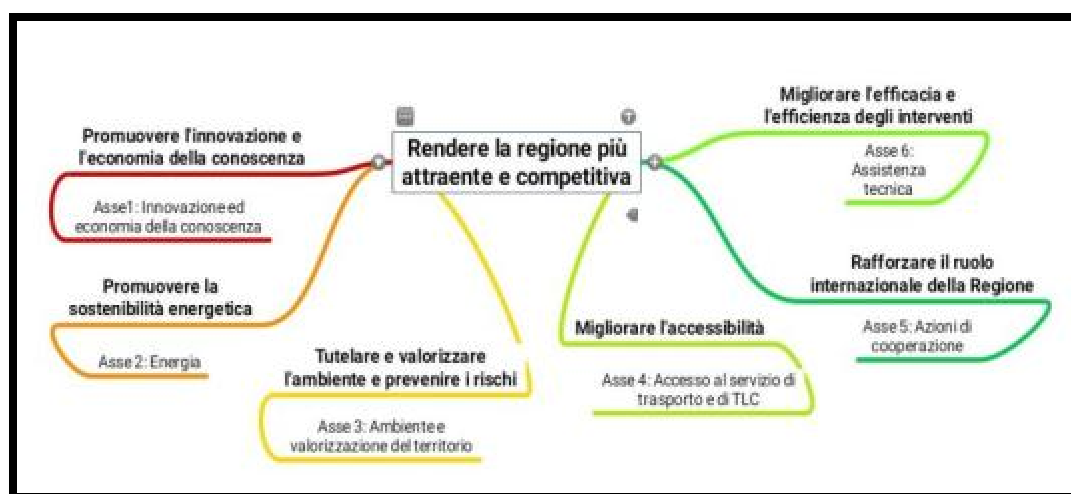 Rendere la regione più
attraente e competitiva
Promuovere l'innovazione e
l'economia della conoscenza
Asse1: Innovazione ed
economia della conoscenza
Promuovere la
sostenibilità energetica
Asse 2: Energia
Tutelare e valorizzare
l'ambiente e prevenire i rischi
Asse 3: Ambiente e
valorizzazione del territorio
Migliorare l'accessibilità
Asse 4: Accesso al servizio di
trasporto e di TLC
Rafforzare il ruolo
internazionale della Regione
Asse 5: Azioni di
cooperazione
Migliorare l'efficacia e
l'efficienza degli interventi
Asse 6:
Assistenza
tecnica